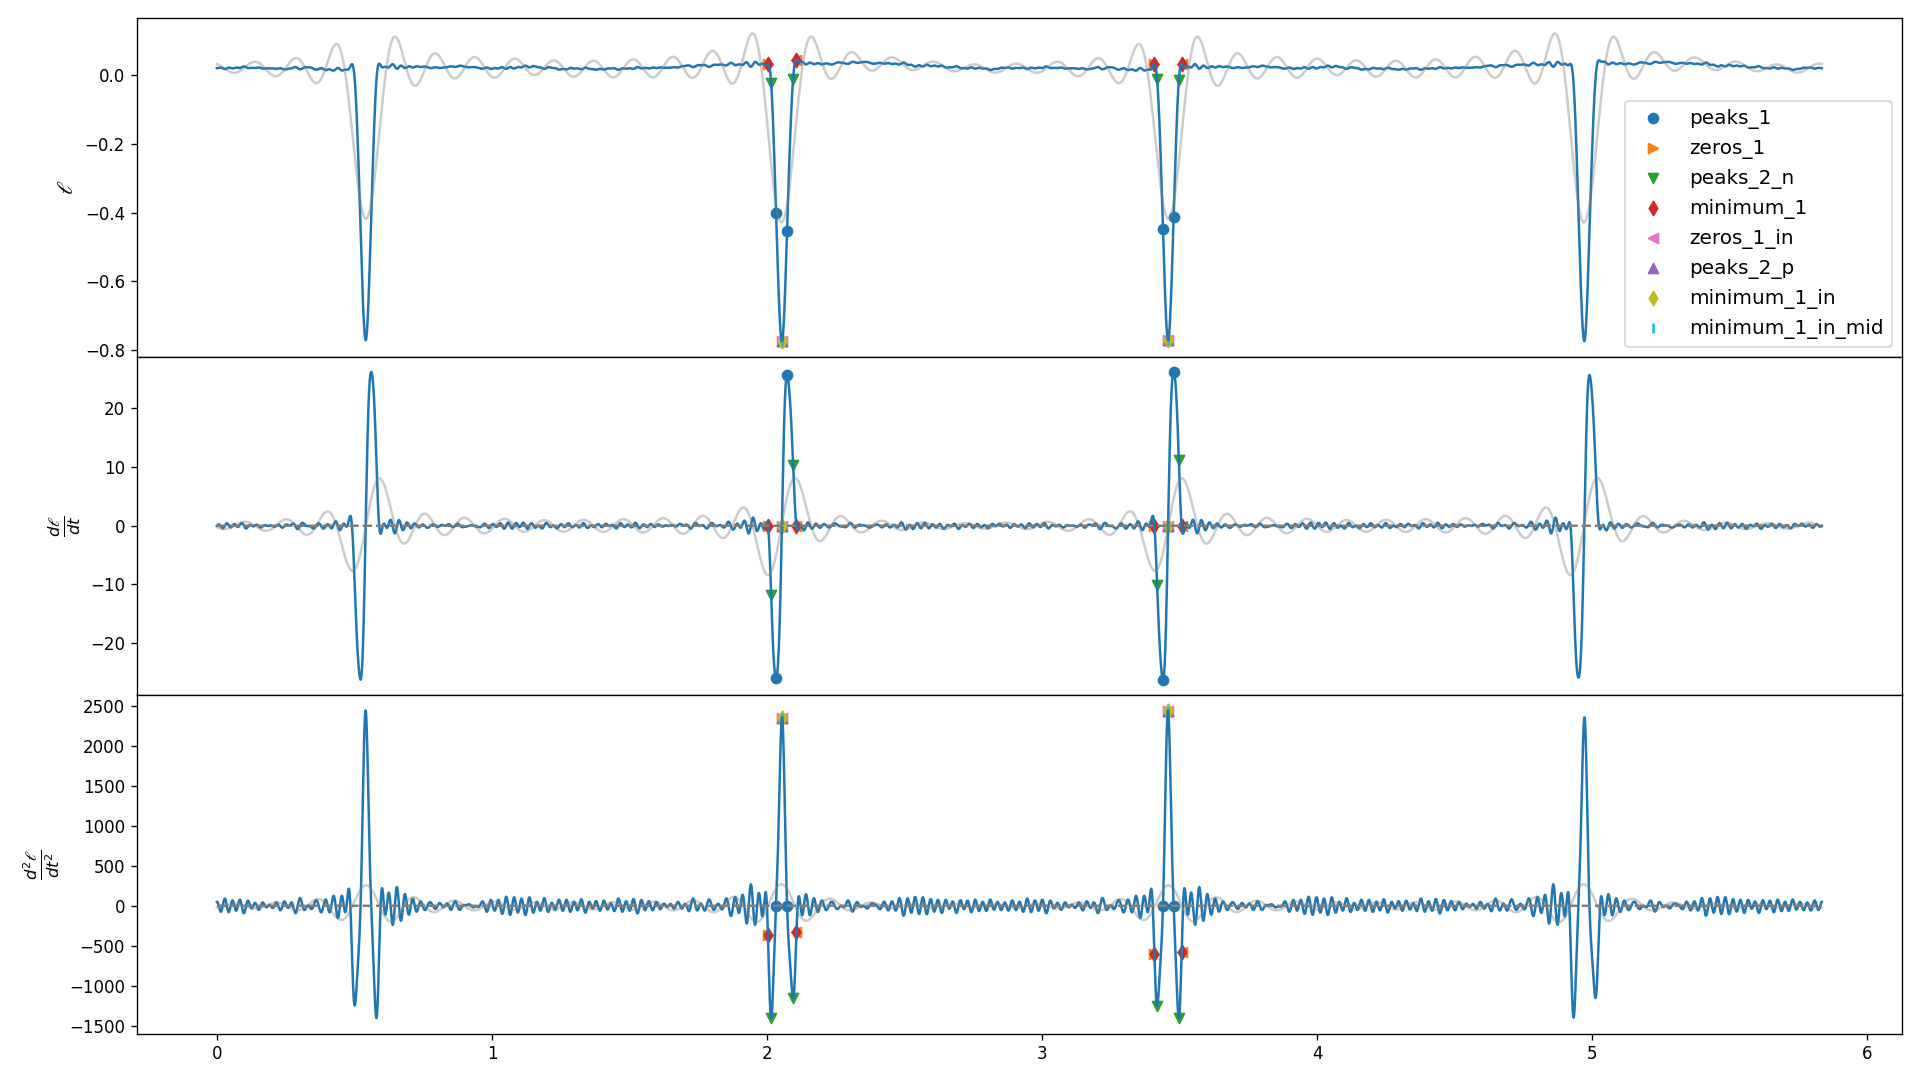 0.0
−0.2
−0.4
−0.6
−0.8
ℓ
peaks_1
zeros_1
peaks_2_n
minimum_1
zeros_1_in
peaks_2_p
minimum_1_in
minimum_1_in_mid
20
10
0
−10
−20
dℓ
dt
2500
2000
1500
1000
500
0
−500
−1000
−1500
d²ℓ
dt²
0 1 2 3 4 5 6